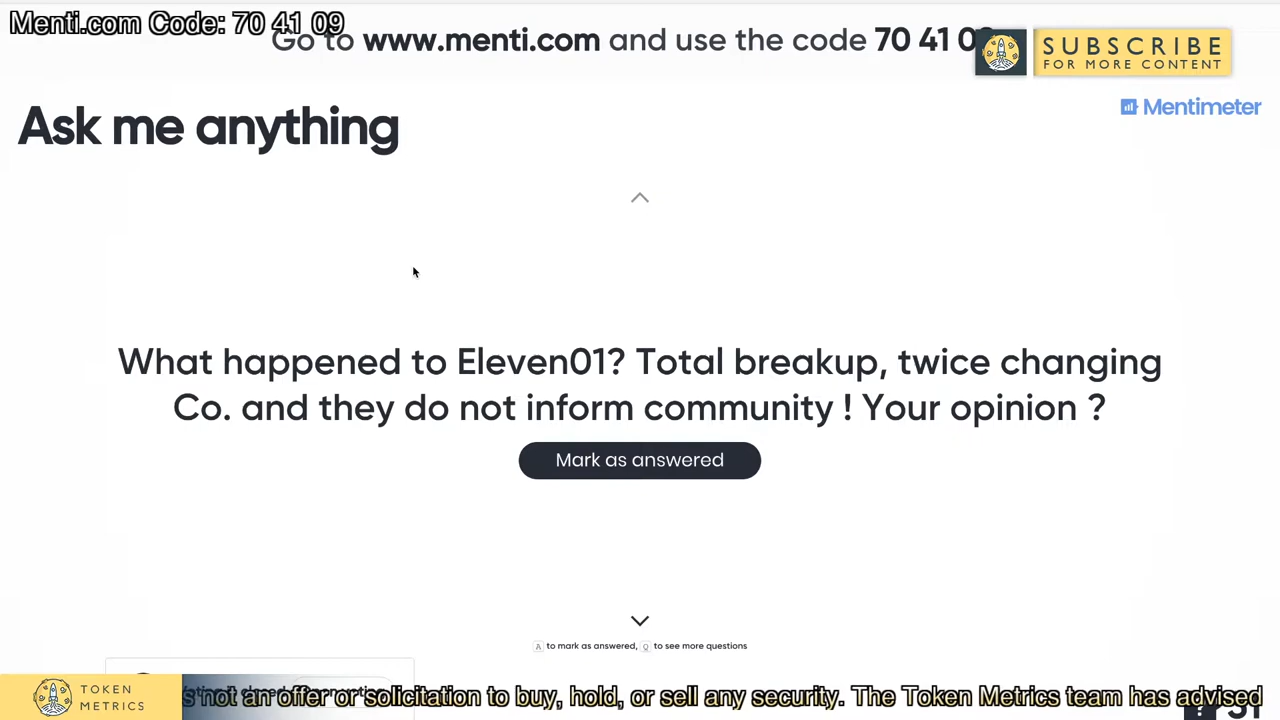 Menti.com Code: 70 41 09
Go to www.menti.com and use the code 70 41
SUBSCRIBE
FOR MORE CONTENT
Ask me anything
Mentimeter
What happened to Eleven01? Total breakup, twice changing
Co. and they do not inform community ! Your opinion ?
Mark as answered
A to mark as answered, Q to see more questions
TOKEN
METRICS
s not an offer or solicitation to buy, hold, or sell any security. The Token Metrics team has advised